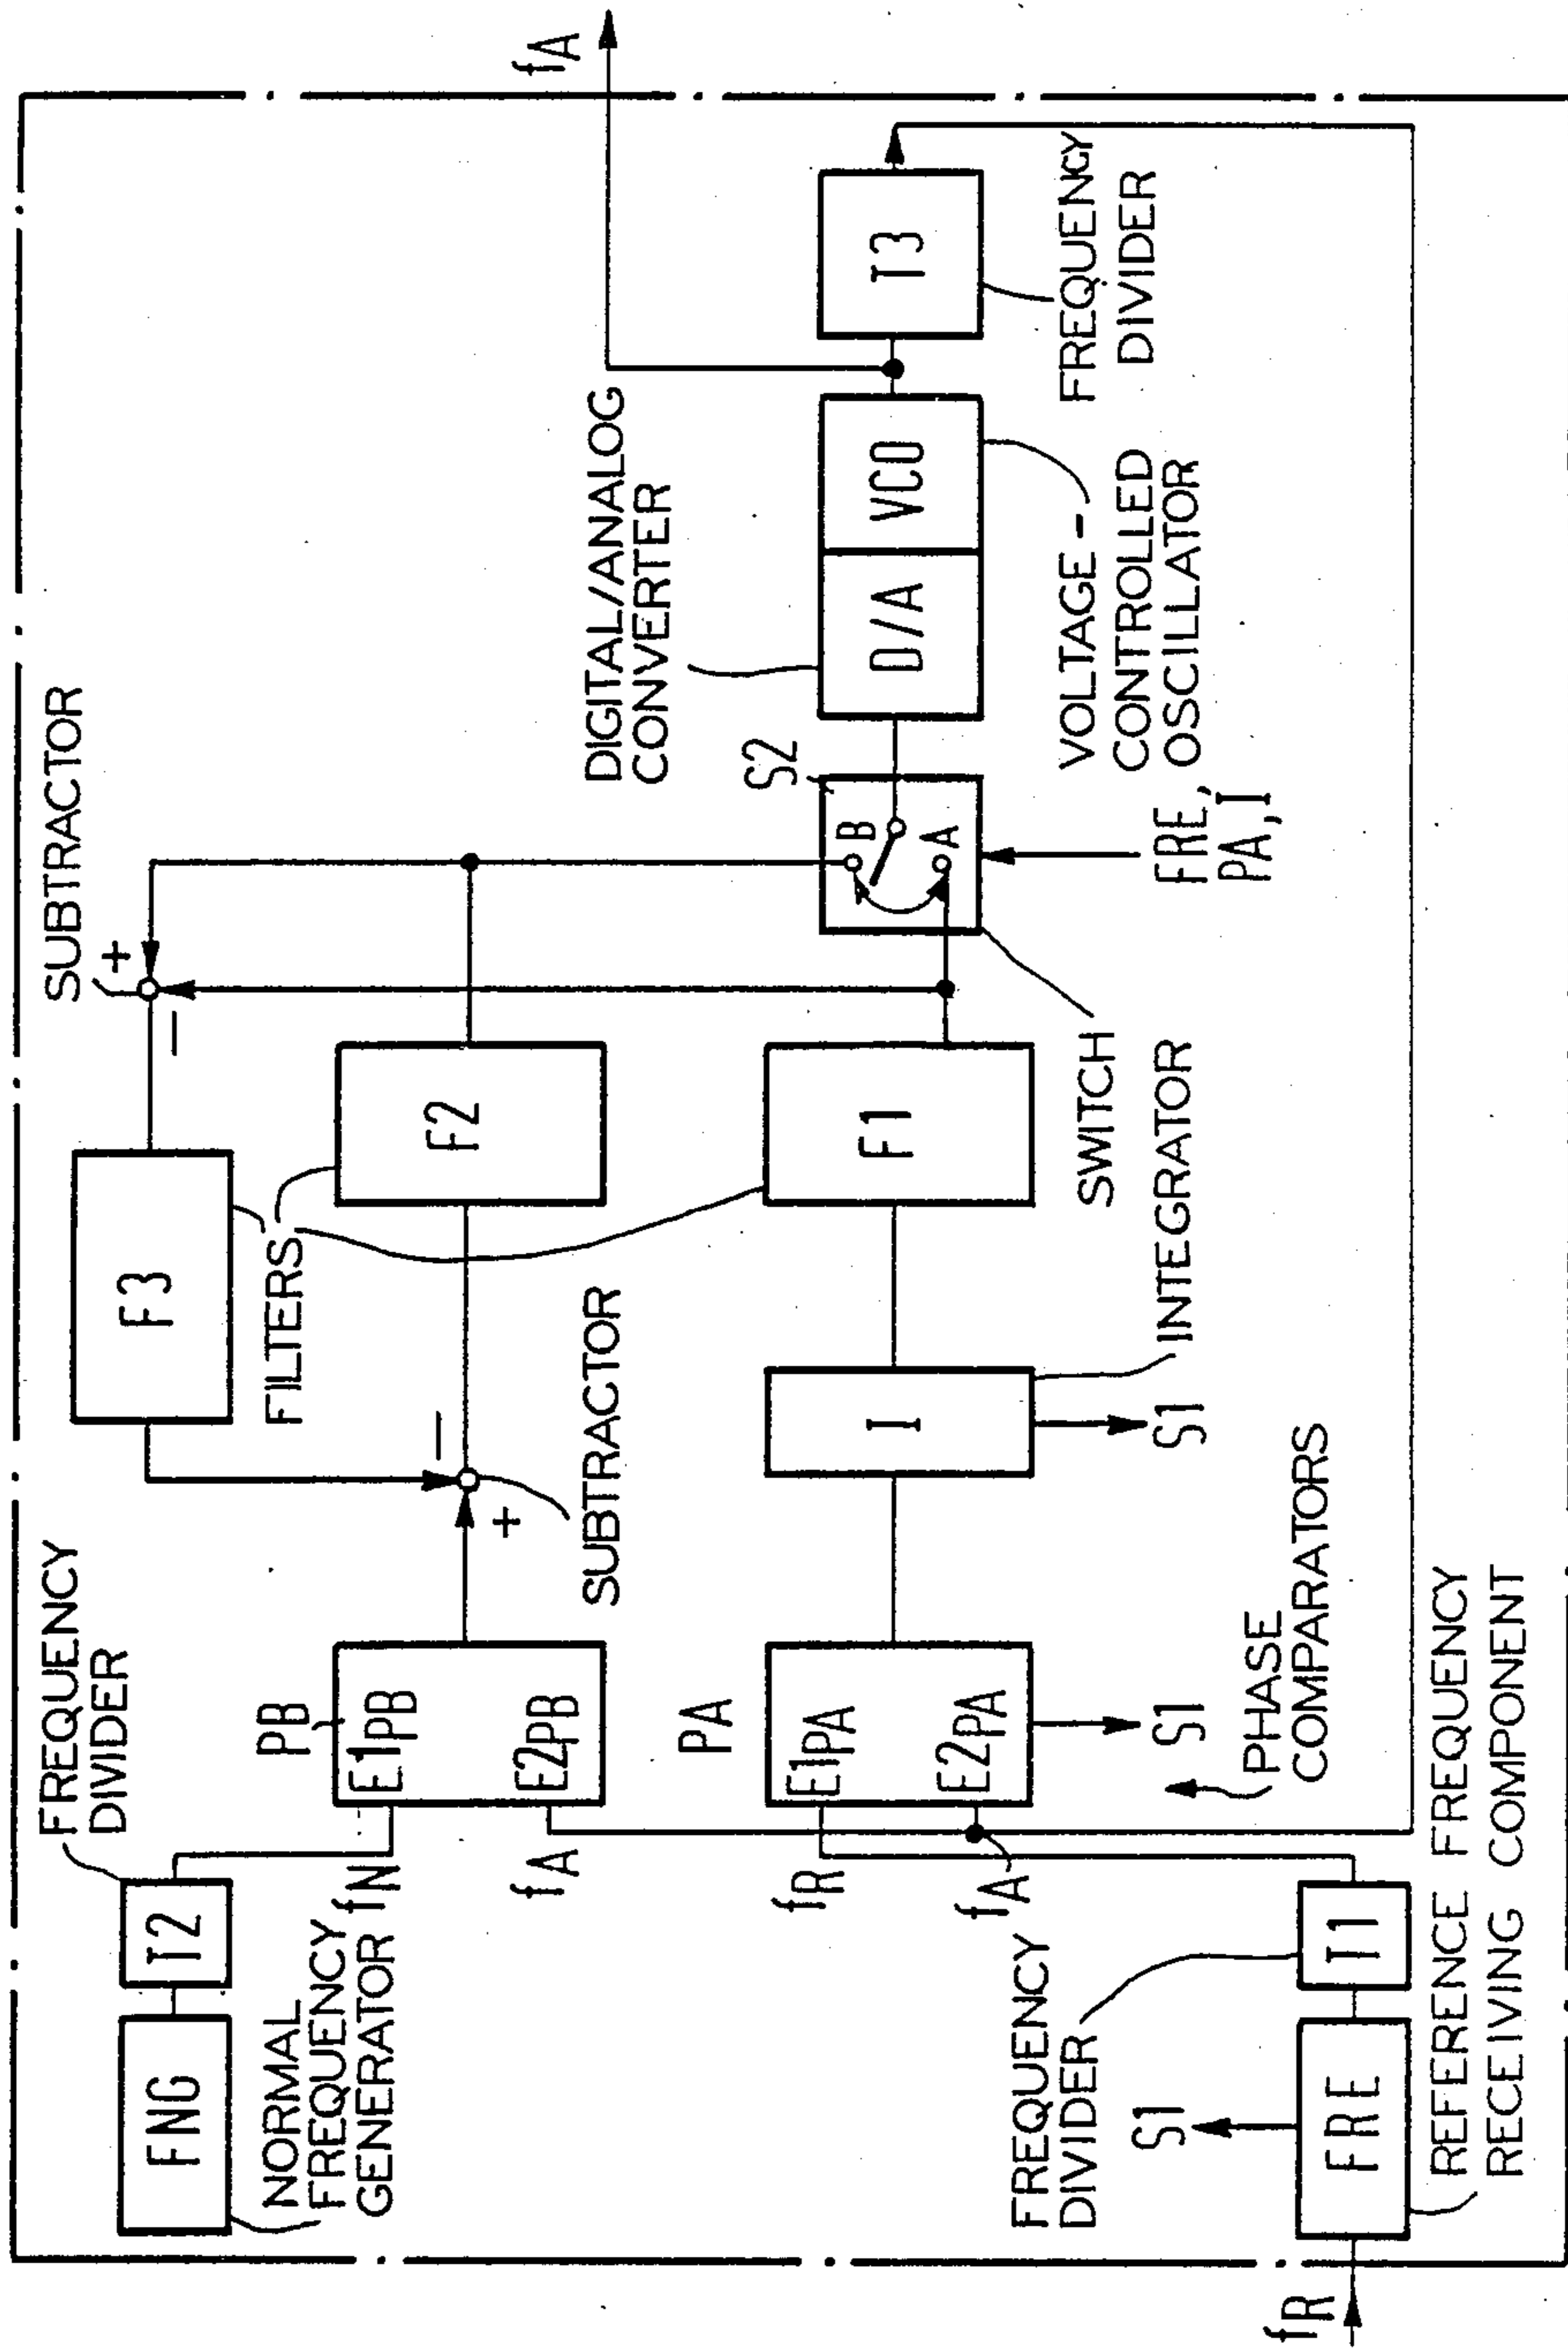 SUBTRACTOR
+
−
F3
FILTERS
F2
−
+
SUBTRACTOR
FREQUENCY
DIVIDER
T2
FNG
NORMAL
FREQUENCY
GENERATOR
fN
fA
PB
E1PB
E2PB
PA
E1PA
E2PA
fR
fA
S1
PHASE
COMPARATORS
I
S1
INTEGRATOR
F1
SWITCH
S2
B
A
FRE,
PA,I
DIGITAL/ANALOG
CONVERTER
D/A
VCO
VOLTAGE-
CONTROLLED
OSCILLATOR
T3
FREQUENCY
DIVIDER
fA
FREQUENCY
DIVIDER
T1
S1
FRE
REFERENCE FREQUENCY
RECEIVING COMPONENT
fR